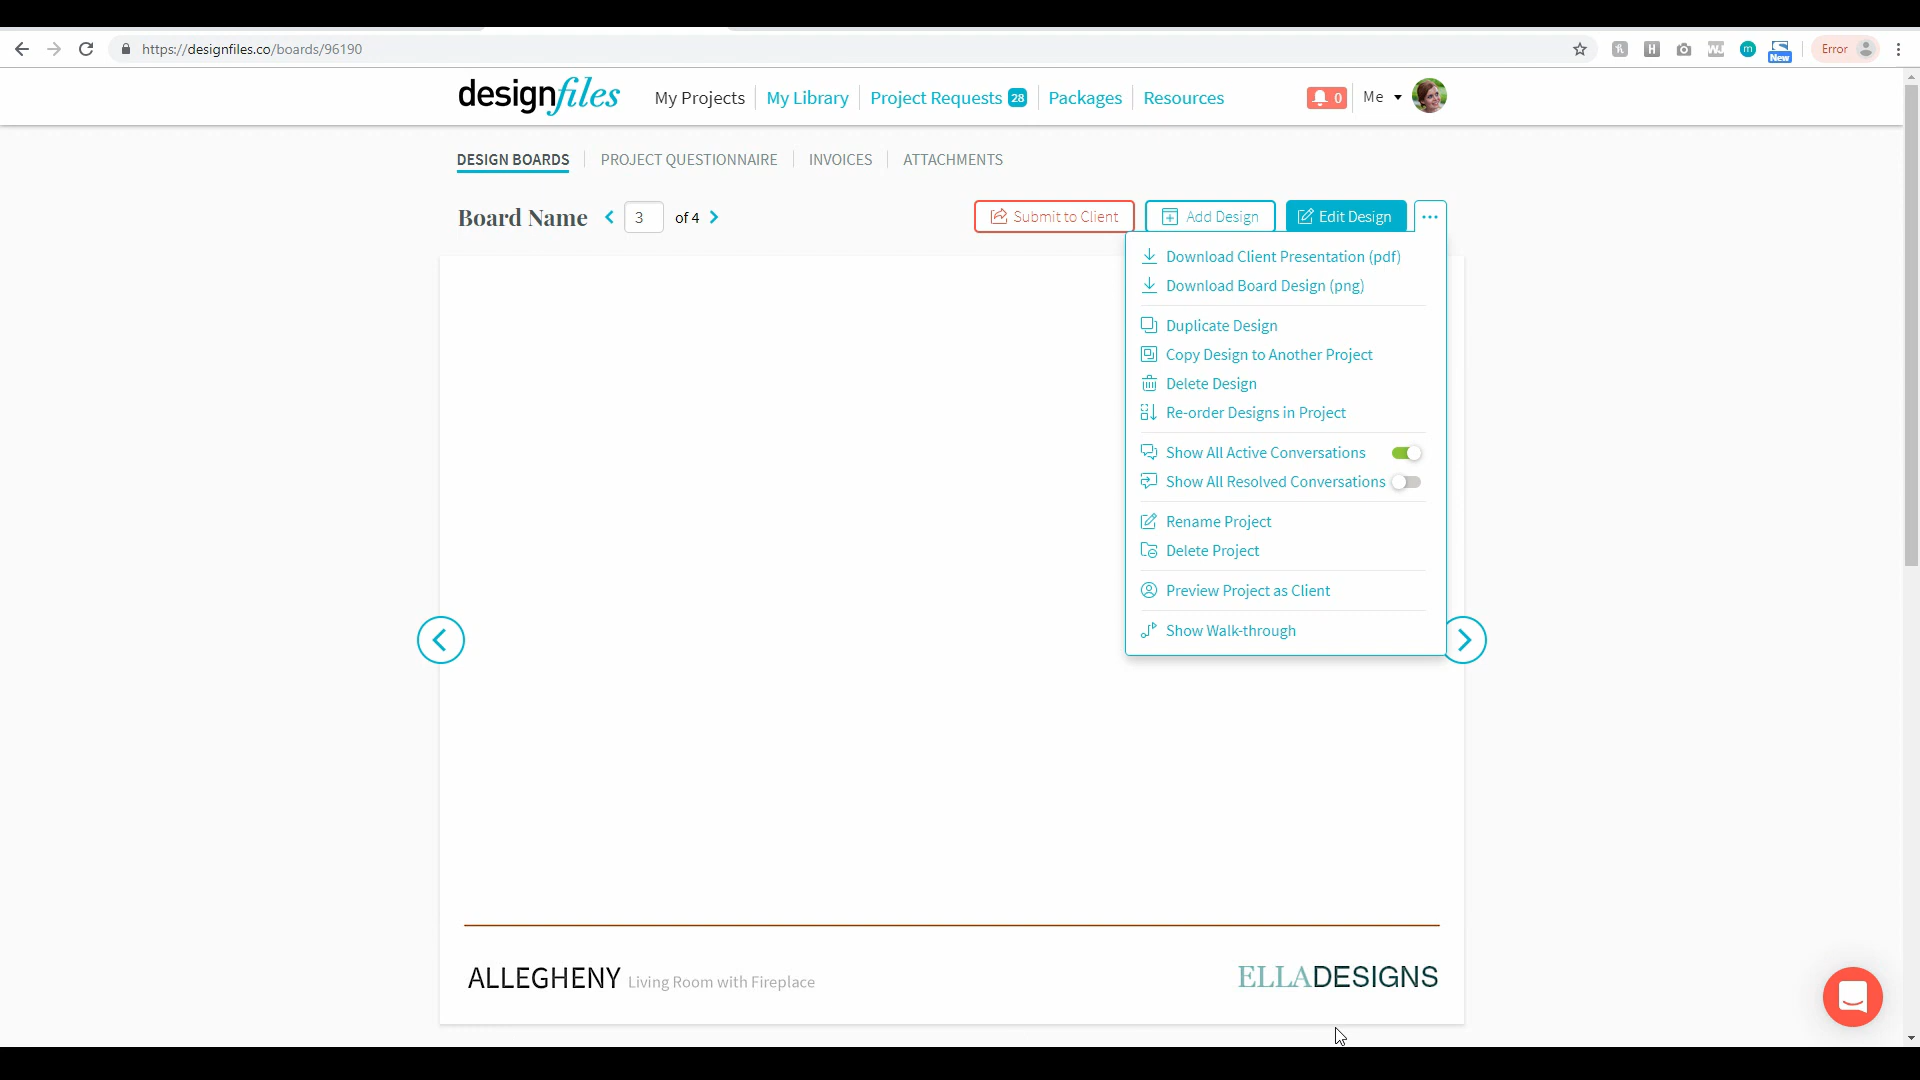 https://designfiles.co/boards/96190
New
Error
designfiles
My Projects
My Library
Project Requests 28
Packages
Resources
0
Me
DESIGN BOARDS
PROJECT QUESTIONNAIRE
INVOICES
ATTACHMENTS
Board Name
3
of 4
Submit to Client
Add Design
Edit Design
Download Client Presentation (pdf)
Download Board Design (png)
Duplicate Design
Copy Design to Another Project
Delete Design
Re-order Designs in Project
Show All Active Conversations
Show All Resolved Conversations
Rename Project
Delete Project
Preview Project as Client
Show Walk-through
ALLEGHENY Living Room with Fireplace
ELLADESIGNS